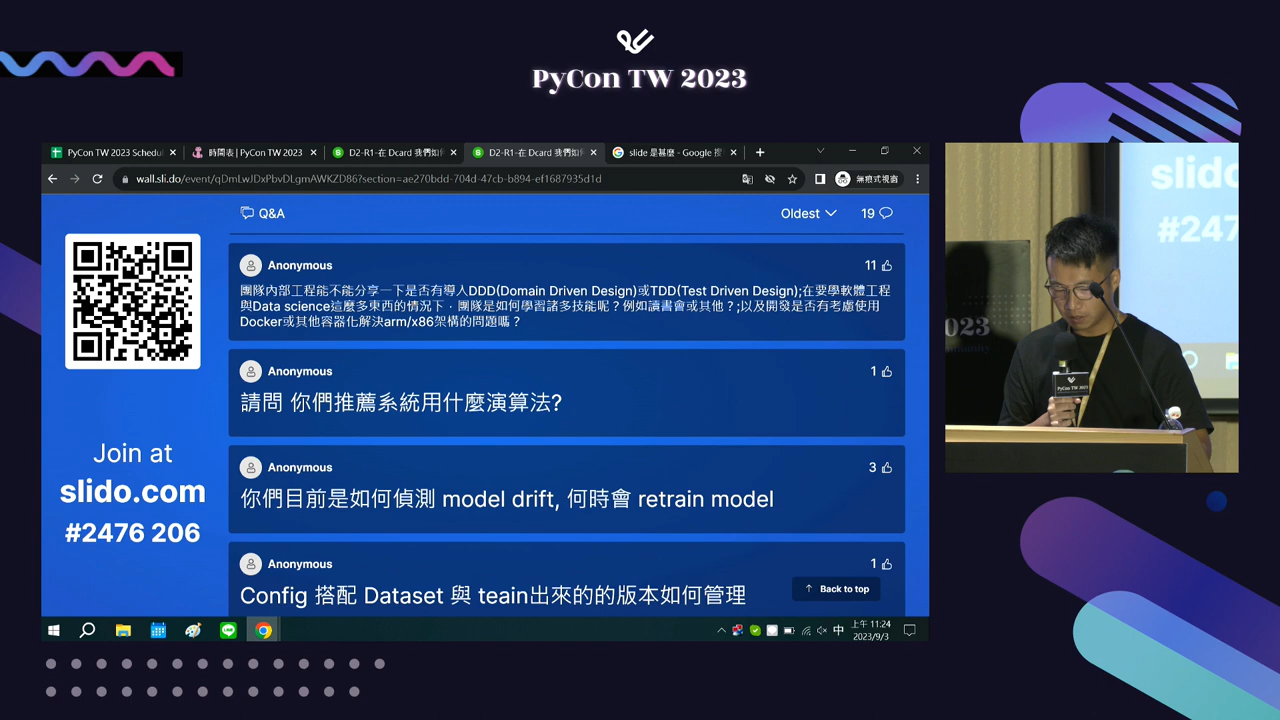 PyCon TW 2023
PyCon TW 2023 Schedul
時間表 | PyCon TW 2023
D2-R1-在 Dcard 我們如何
D2-R1-在 Dcard 我們如何
slide 是甚麼 - Google 搜
wall.sli.do/event/qDmLwJDxPbvDLgmAWKZD86?section=ae270bdd-704d-47cb-b894-ef1687935d1d
無痕式視窗
Q&A
Oldest
19
Anonymous
11
團隊內部工程能不能分享一下是否有導入DDD(Domain Driven Design)或TDD(Test Driven Design);在要學軟體工程
與Data science這麼多東西的情況下，團隊是如何學習諸多技能呢？例如讀書會或其他？;以及開發是否有考慮使用
Docker或其他容器化解決arm/x86架構的問題嗎？
Anonymous
1
請問 你們推薦系統用什麼演算法?
Anonymous
3
你們目前是如何偵測 model drift, 何時會 retrain model
Anonymous
1
Config 搭配 Dataset 與 teain出來的的版本如何管理
Back to top
Join at
slido.com
#2476 206
中
上午 11:24
2023/9/3
slido
#247
023
PyCon TW 2023